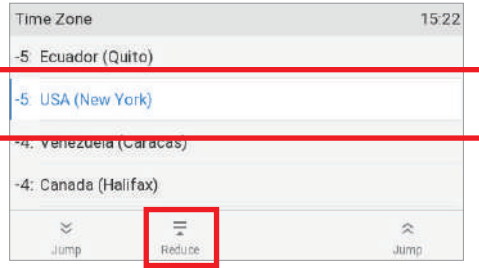 Time Zone 15:22
-5: Ecuador (Quito)
-5: USA (New York)
-4: Venezuela (Caracas)
-4: Canada (Halifax)
Jump Reduce Jump